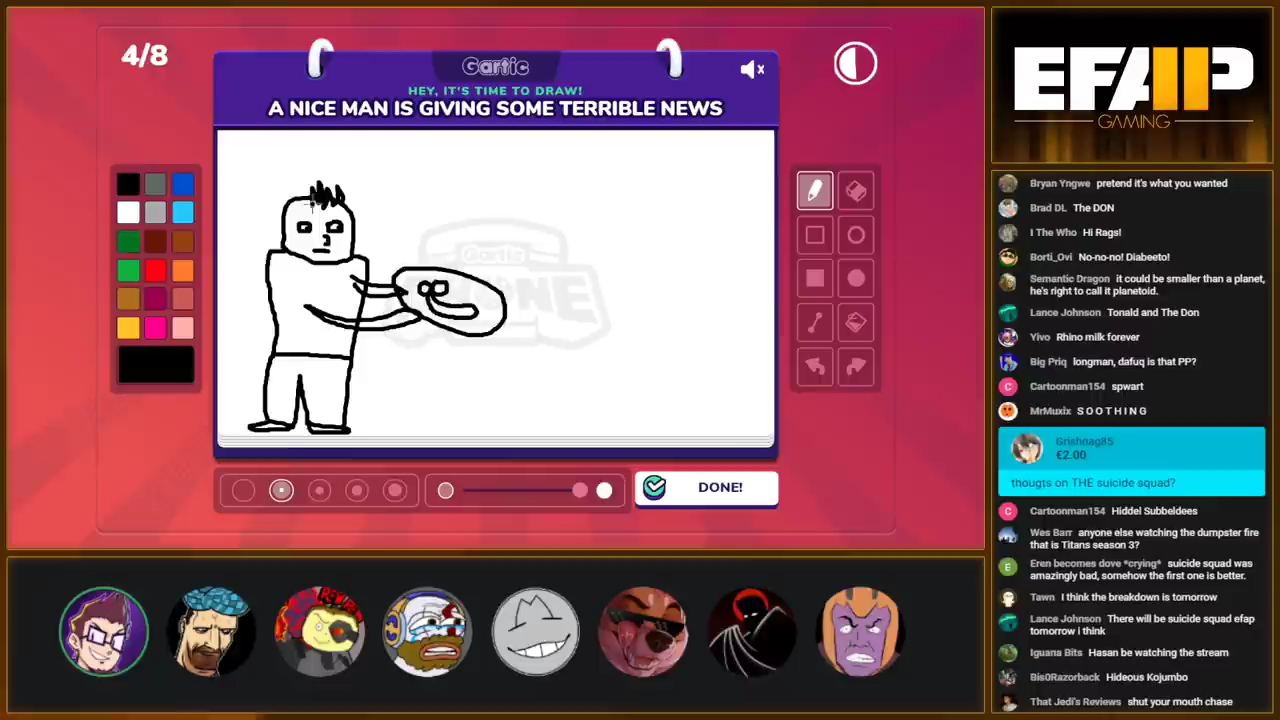 4/8
Gartic
HEY, IT'S TIME TO DRAW!
A NICE MAN IS GIVING SOME TERRIBLE NEWS
Gartic
PHONE
DONE!
EFAP
GAMING
Bryan Yngwe pretend it's what you wanted
Brad DL The DON
I The Who Hi Rags!
Borti_Ovi No-no-no! Diabeeto!
Semantic Dragon it could be smaller than a planet,
he's right to call it planetoid.
Lance Johnson Tonald and The Don
Yivo Rhino milk forever
Big Priq longman, dafuq is that PP?
Cartoonman154 spwart
MrMuxix S O O T H I N G
Grishnag85
€2.00
thougts on THE suicide squad?
Cartoonman154 Hiddel Subbeldees
Wes Barr anyone else watching the dumpster fire
that is Titans season 3?
Eren becomes dove *crying* suicide squad was
amazingly bad, somehow the first one is better.
Tawn I think the breakdown is tomorrow
Lance Johnson There will be suicide squad efap
tomorrow i think
Iguana Bits Hasan be watching the stream
Bis0Razorback Hideous Kojumbo
That Jedi's Reviews shut your mouth chase